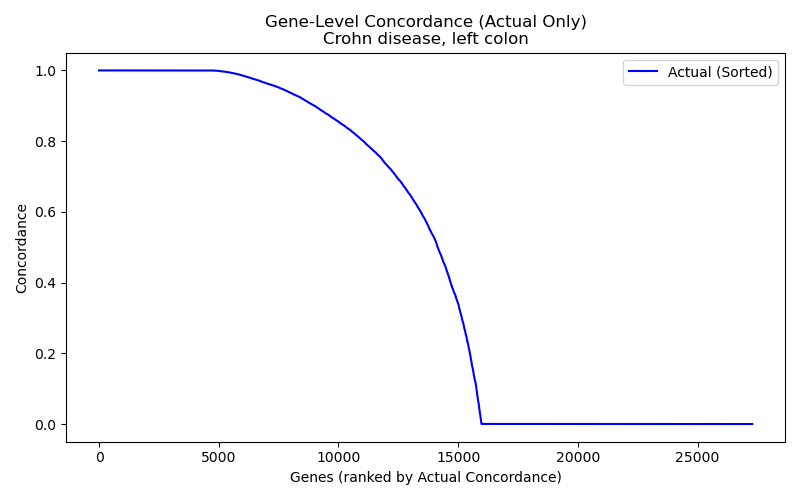 Gene-Level Concordance (Actual Only)
Crohn disease, left colon
Actual (Sorted)
Concordance
1.0
0.8
0.6
0.4
0.2
0.0
0 5000 10000 15000 20000 25000
Genes (ranked by Actual Concordance)